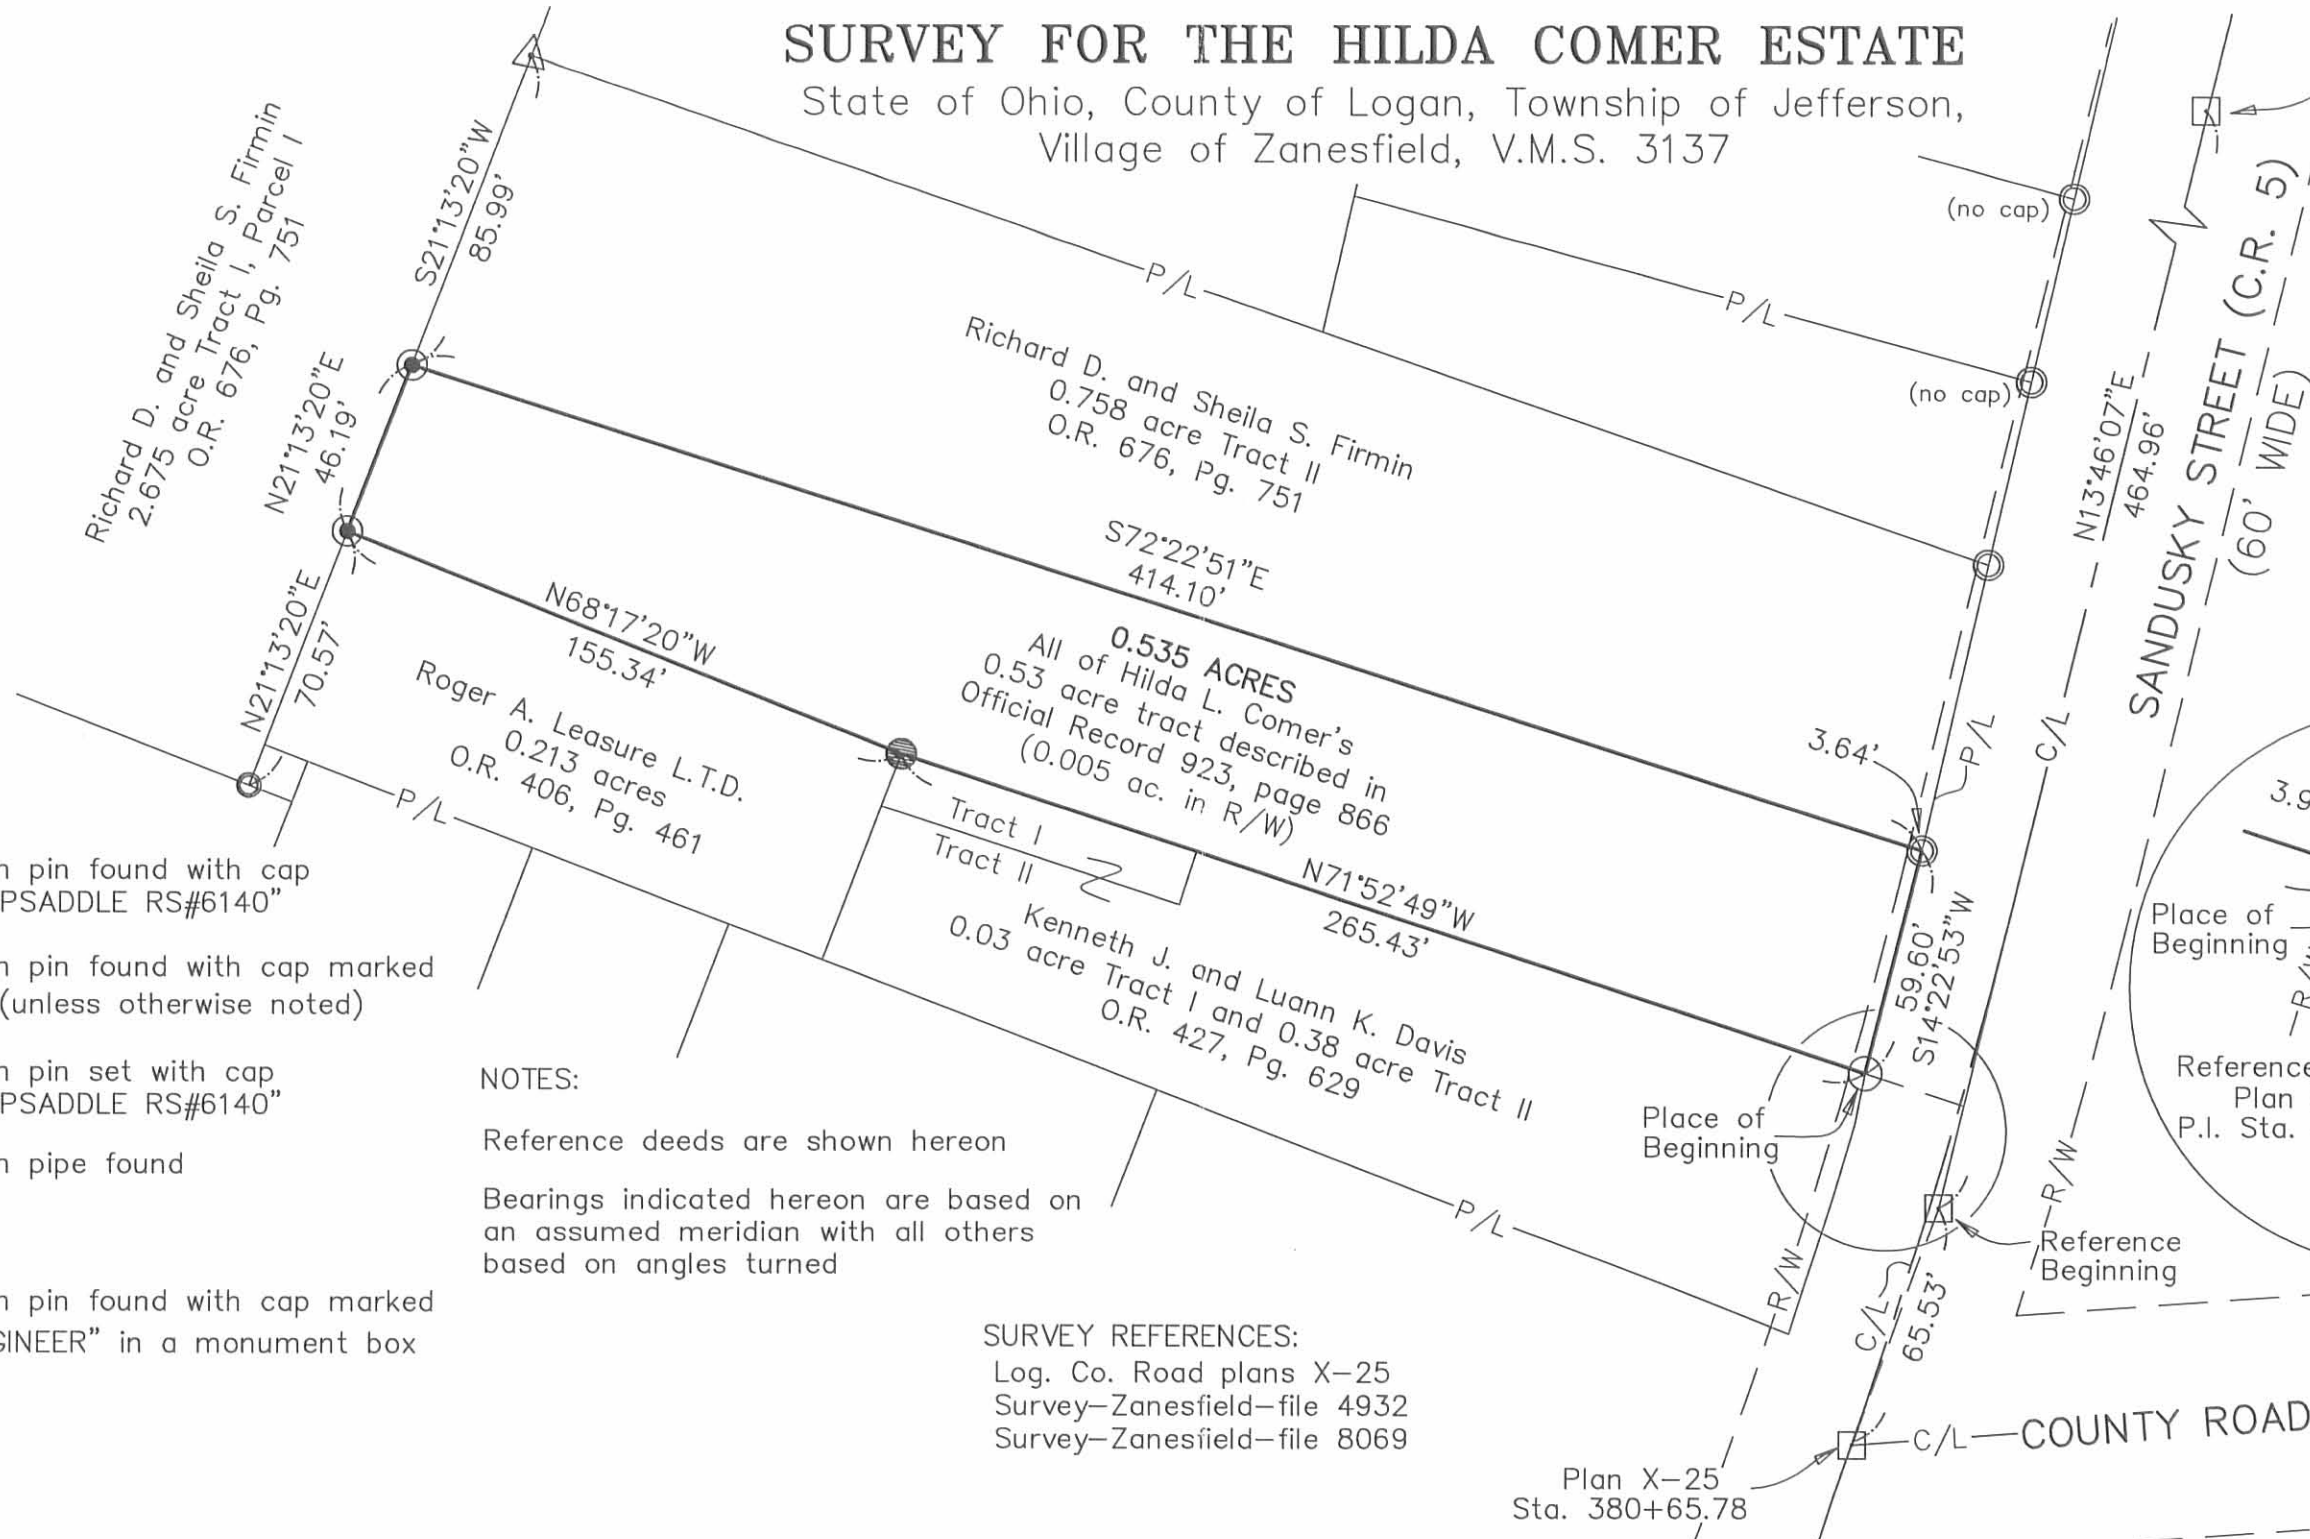 SURVEY FOR THE HILDA COMER ESTATE
State of Ohio, County of Logan, Township of Jefferson,
Village of Zanesfield, V.M.S. 3137
S21°13'20"W
85.99'
Richard D. and Sheila S. Firmin
2.675 acre Tract I, Parcel I
O.R. 676, Pg. 751
N21°13'20"E
46.19'
N21°13'20"E
70.57'
P/L
P/L
(no cap)
(no cap)
Richard D. and Sheila S. Firmin
0.758 acre Tract II
O.R. 676, Pg. 751
N13°46'07"E
464.96'
SANDUSKY STREET (C.R. 5)
(60' WIDE)
S72°22'51"E
414.10'
0.535 ACRES
All of Hilda L. Comer's
0.53 acre tract described in
Official Record 923, page 866
(0.005 ac. in R/W)
N68°17'20"W
155.34'
Roger A. Leasure L.T.D.
0.213 acres
O.R. 406, Pg. 461
P/L
Tract I
Tract II
N71°52'49"W
265.43'
Kenneth J. and Luann K. Davis
0.03 acre Tract I and 0.38 acre Tract II
O.R. 427, Pg. 629
3.64'
P/L
C/L
59.60'
S14°22'53"W
Place of
Beginning
3.9
Place of
Beginning
R/W
Reference
Plan
P.I. Sta.
P/L
R/W
R/W
C/L
65.53'
Reference
Beginning
n pin found with cap
PSADDLE RS#6140"
n pin found with cap marked
(unless otherwise noted)
n pin set with cap
PSADDLE RS#6140"
n pipe found
n pin found with cap marked
GINEER" in a monument box
NOTES:
Reference deeds are shown hereon
Bearings indicated hereon are based on
an assumed meridian with all others
based on angles turned
SURVEY REFERENCES:
Log. Co. Road plans X-25
Survey-Zanesfield-file 4932
Survey-Zanesfield-file 8069
Plan X-25
Sta. 380+65.78
C/L
COUNTY ROAD